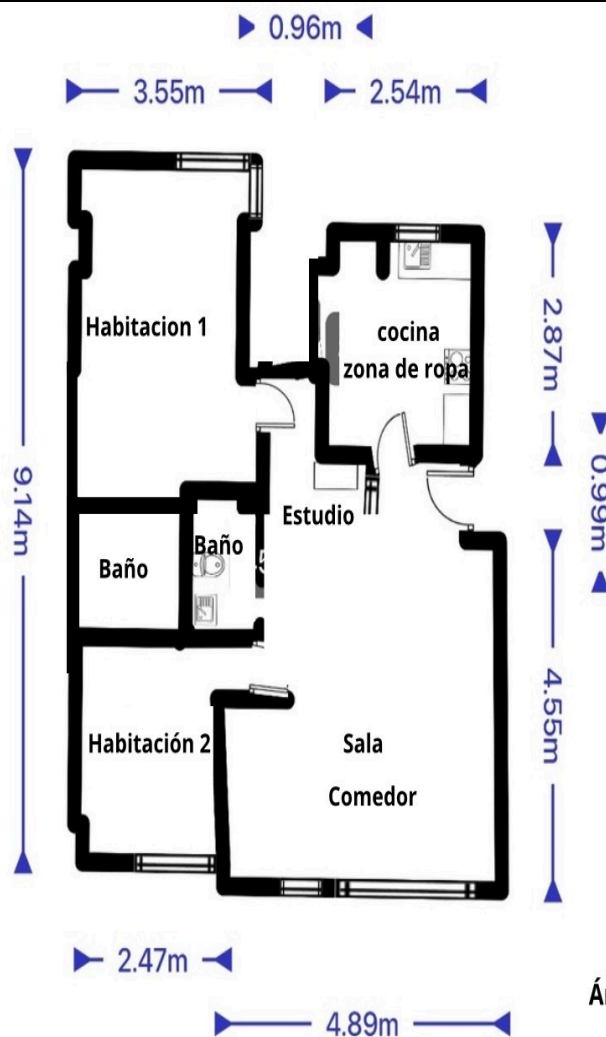 0.96m
3.55m
2.54m
Habitacion 1
cocina
zona de ropa
2.87m
0.99m
9.14m
Estudio
Baño
Baño
4.55m
Habitación 2
Sala
Comedor
2.47m
4.89m